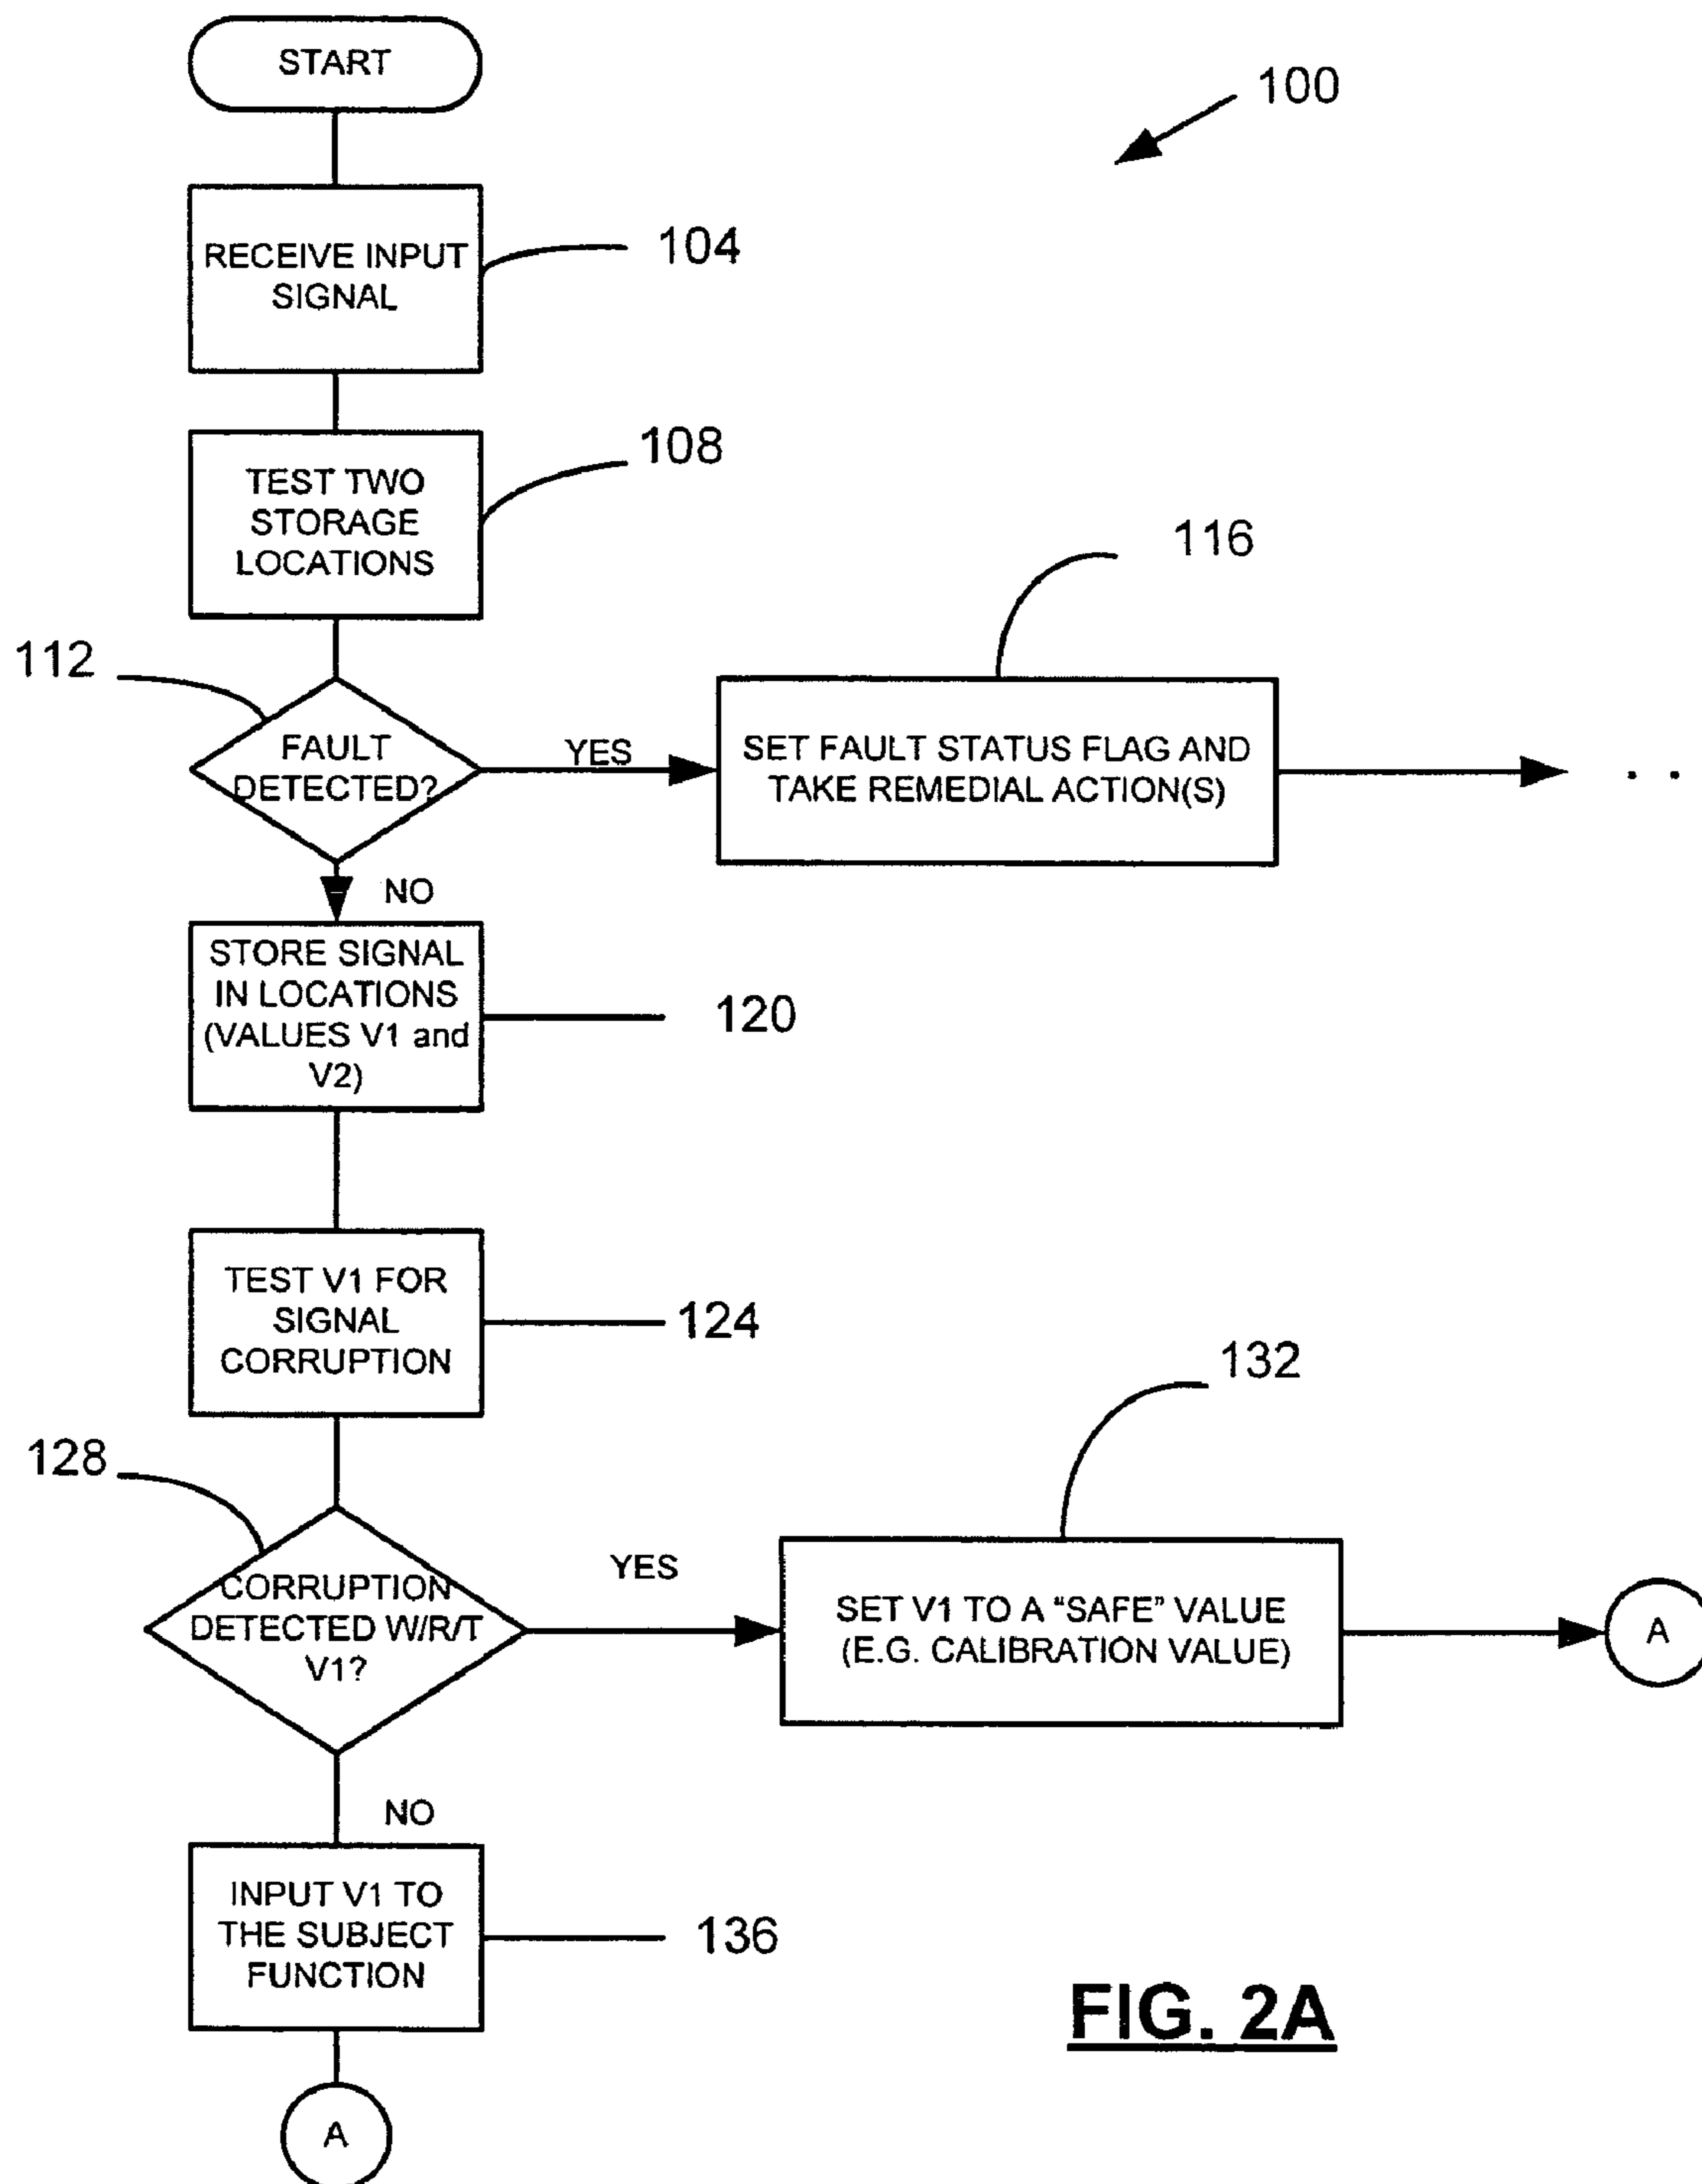 START
100
RECEIVE INPUT
SIGNAL
104
TEST TWO
STORAGE
LOCATIONS
108
112
FAULT
DETECTED?
YES
116
SET FAULT STATUS FLAG AND
TAKE REMEDIAL ACTION(S)
. .
NO
STORE SIGNAL
IN LOCATIONS
(VALUES V1 and
V2)
120
TEST V1 FOR
SIGNAL
CORRUPTION
124
128
CORRUPTION
DETECTED W/R/T
V1?
YES
132
SET V1 TO A “SAFE” VALUE
(E.G. CALIBRATION VALUE)
A
NO
INPUT V1 TO
THE SUBJECT
FUNCTION
136
A
FIG. 2A